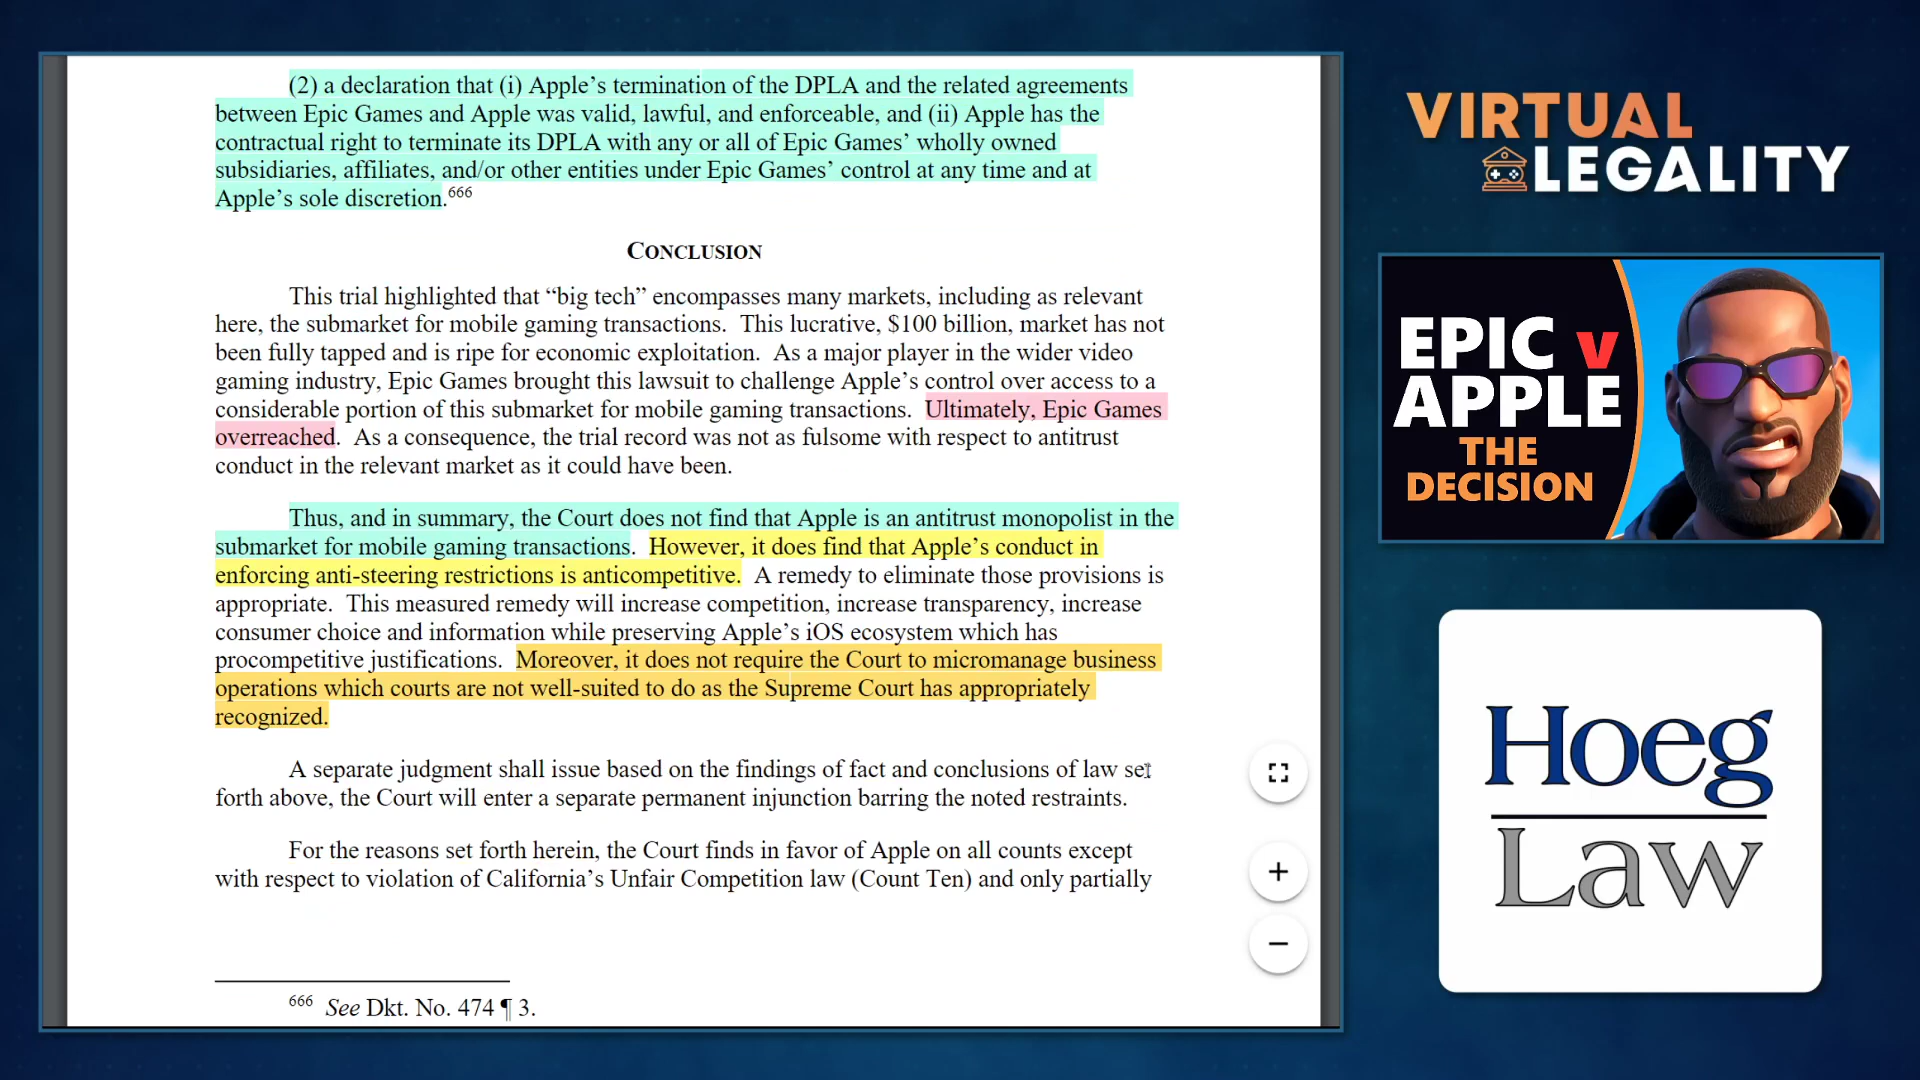 (2) a declaration that (i) Apple’s termination of the DPLA and the related agreements
between Epic Games and Apple was valid, lawful, and enforceable, and (ii) Apple has the
contractual right to terminate its DPLA with any or all of Epic Games’ wholly owned
subsidiaries, affiliates, and/or other entities under Epic Games’ control at any time and at
Apple’s sole discretion.666
CONCLUSION
This trial highlighted that “big tech” encompasses many markets, including as relevant
here, the submarket for mobile gaming transactions. This lucrative, $100 billion, market has not
been fully tapped and is ripe for economic exploitation. As a major player in the wider video
gaming industry, Epic Games brought this lawsuit to challenge Apple’s control over access to a
considerable portion of this submarket for mobile gaming transactions. Ultimately, Epic Games
overreached. As a consequence, the trial record was not as fulsome with respect to antitrust
conduct in the relevant market as it could have been.
Thus, and in summary, the Court does not find that Apple is an antitrust monopolist in the
submarket for mobile gaming transactions. However, it does find that Apple’s conduct in
enforcing anti-steering restrictions is anticompetitive. A remedy to eliminate those provisions is
appropriate. This measured remedy will increase competition, increase transparency, increase
consumer choice and information while preserving Apple’s iOS ecosystem which has
procompetitive justifications. Moreover, it does not require the Court to micromanage business
operations which courts are not well-suited to do as the Supreme Court has appropriately
recognized.
A separate judgment shall issue based on the findings of fact and conclusions of law set
forth above, the Court will enter a separate permanent injunction barring the noted restraints.
For the reasons set forth herein, the Court finds in favor of Apple on all counts except
with respect to violation of California’s Unfair Competition law (Count Ten) and only partially
666 See Dkt. No. 474 ¶ 3.
VIRTUAL
LEGALITY
EPIC v
APPLE
THE
DECISION
Hoeg
Law